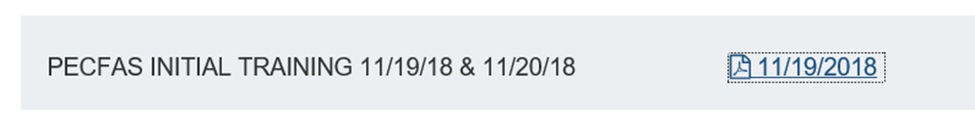 PECFAS INITIAL TRAINING 11/19/18 & 11/20/18 11/19/2018